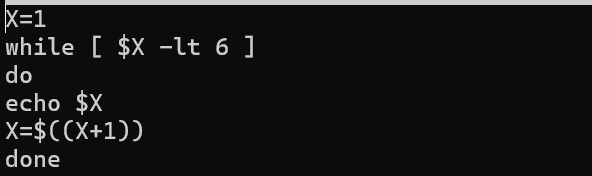 X=1
while [ $X -lt 6 ]
do
echo $X
X=$((X+1))
done